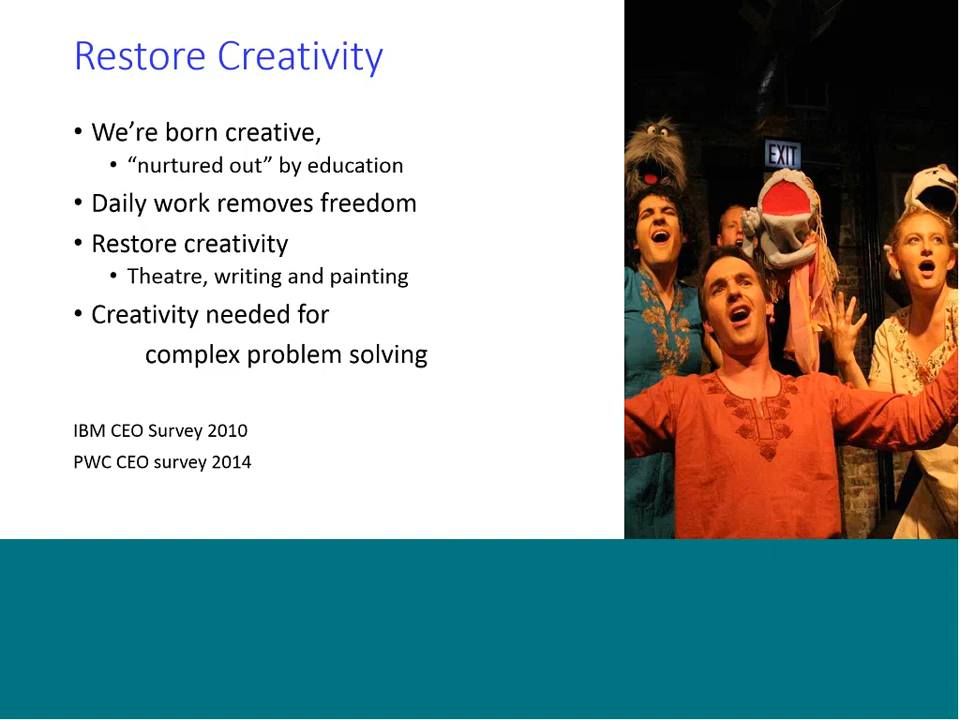 Restore Creativity
• We’re born creative,
• “nurtured out” by education
• Daily work removes freedom
• Restore creativity
• Theatre, writing and painting
• Creativity needed for
complex problem solving
IBM CEO Survey 2010
PWC CEO survey 2014
EXIT